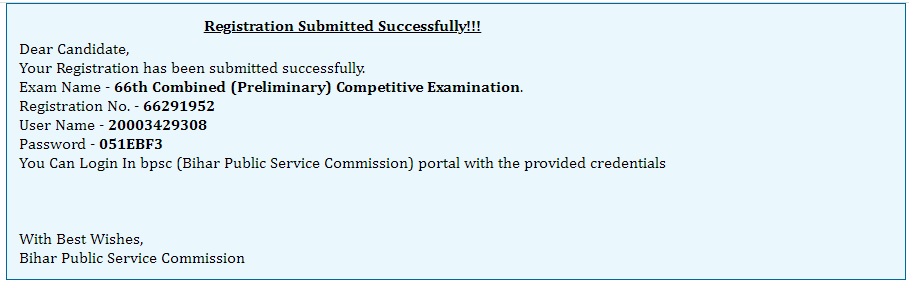 Registration Submitted Successfully!!!
Dear Candidate,
Your Registration has been submitted successfully.
Exam Name - 66th Combined (Preliminary) Competitive Examination.
Registration No. - 66291952
User Name - 20003429308
Password - 051EBF3
You Can Login In bpsc (Bihar Public Service Commission) portal with the provided credentials
With Best Wishes,
Bihar Public Service Commission